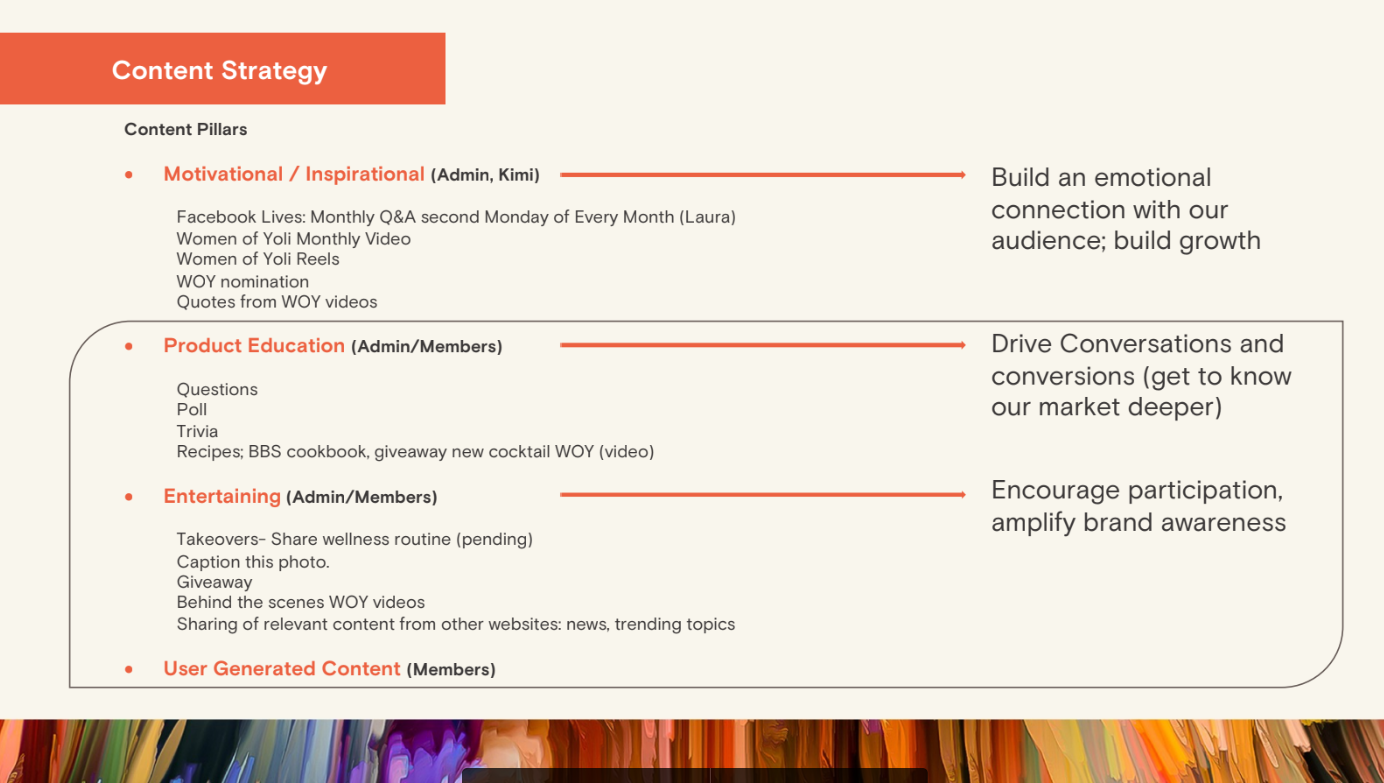 Content Strategy
Content Pillars
• Motivational / Inspirational (Admin, Kimi)
Build an emotional
connection with our
audience; build growth
Facebook Lives: Monthly Q&A second Monday of Every Month (Laura)
Women of Yoli Monthly Video
Women of Yoli Reels
WOY nomination
Quotes from WOY videos
• Product Education (Admin/Members)
Drive Conversations and
conversions (get to know
our market deeper)
Questions
Poll
Trivia
Recipes; BBS cookbook, giveaway new cocktail WOY (video)
• Entertaining (Admin/Members)
Encourage participation,
amplify brand awareness
Takeovers- Share wellness routine (pending)
Caption this photo.
Giveaway
Behind the scenes WOY videos
Sharing of relevant content from other websites: news, trending topics
• User Generated Content (Members)